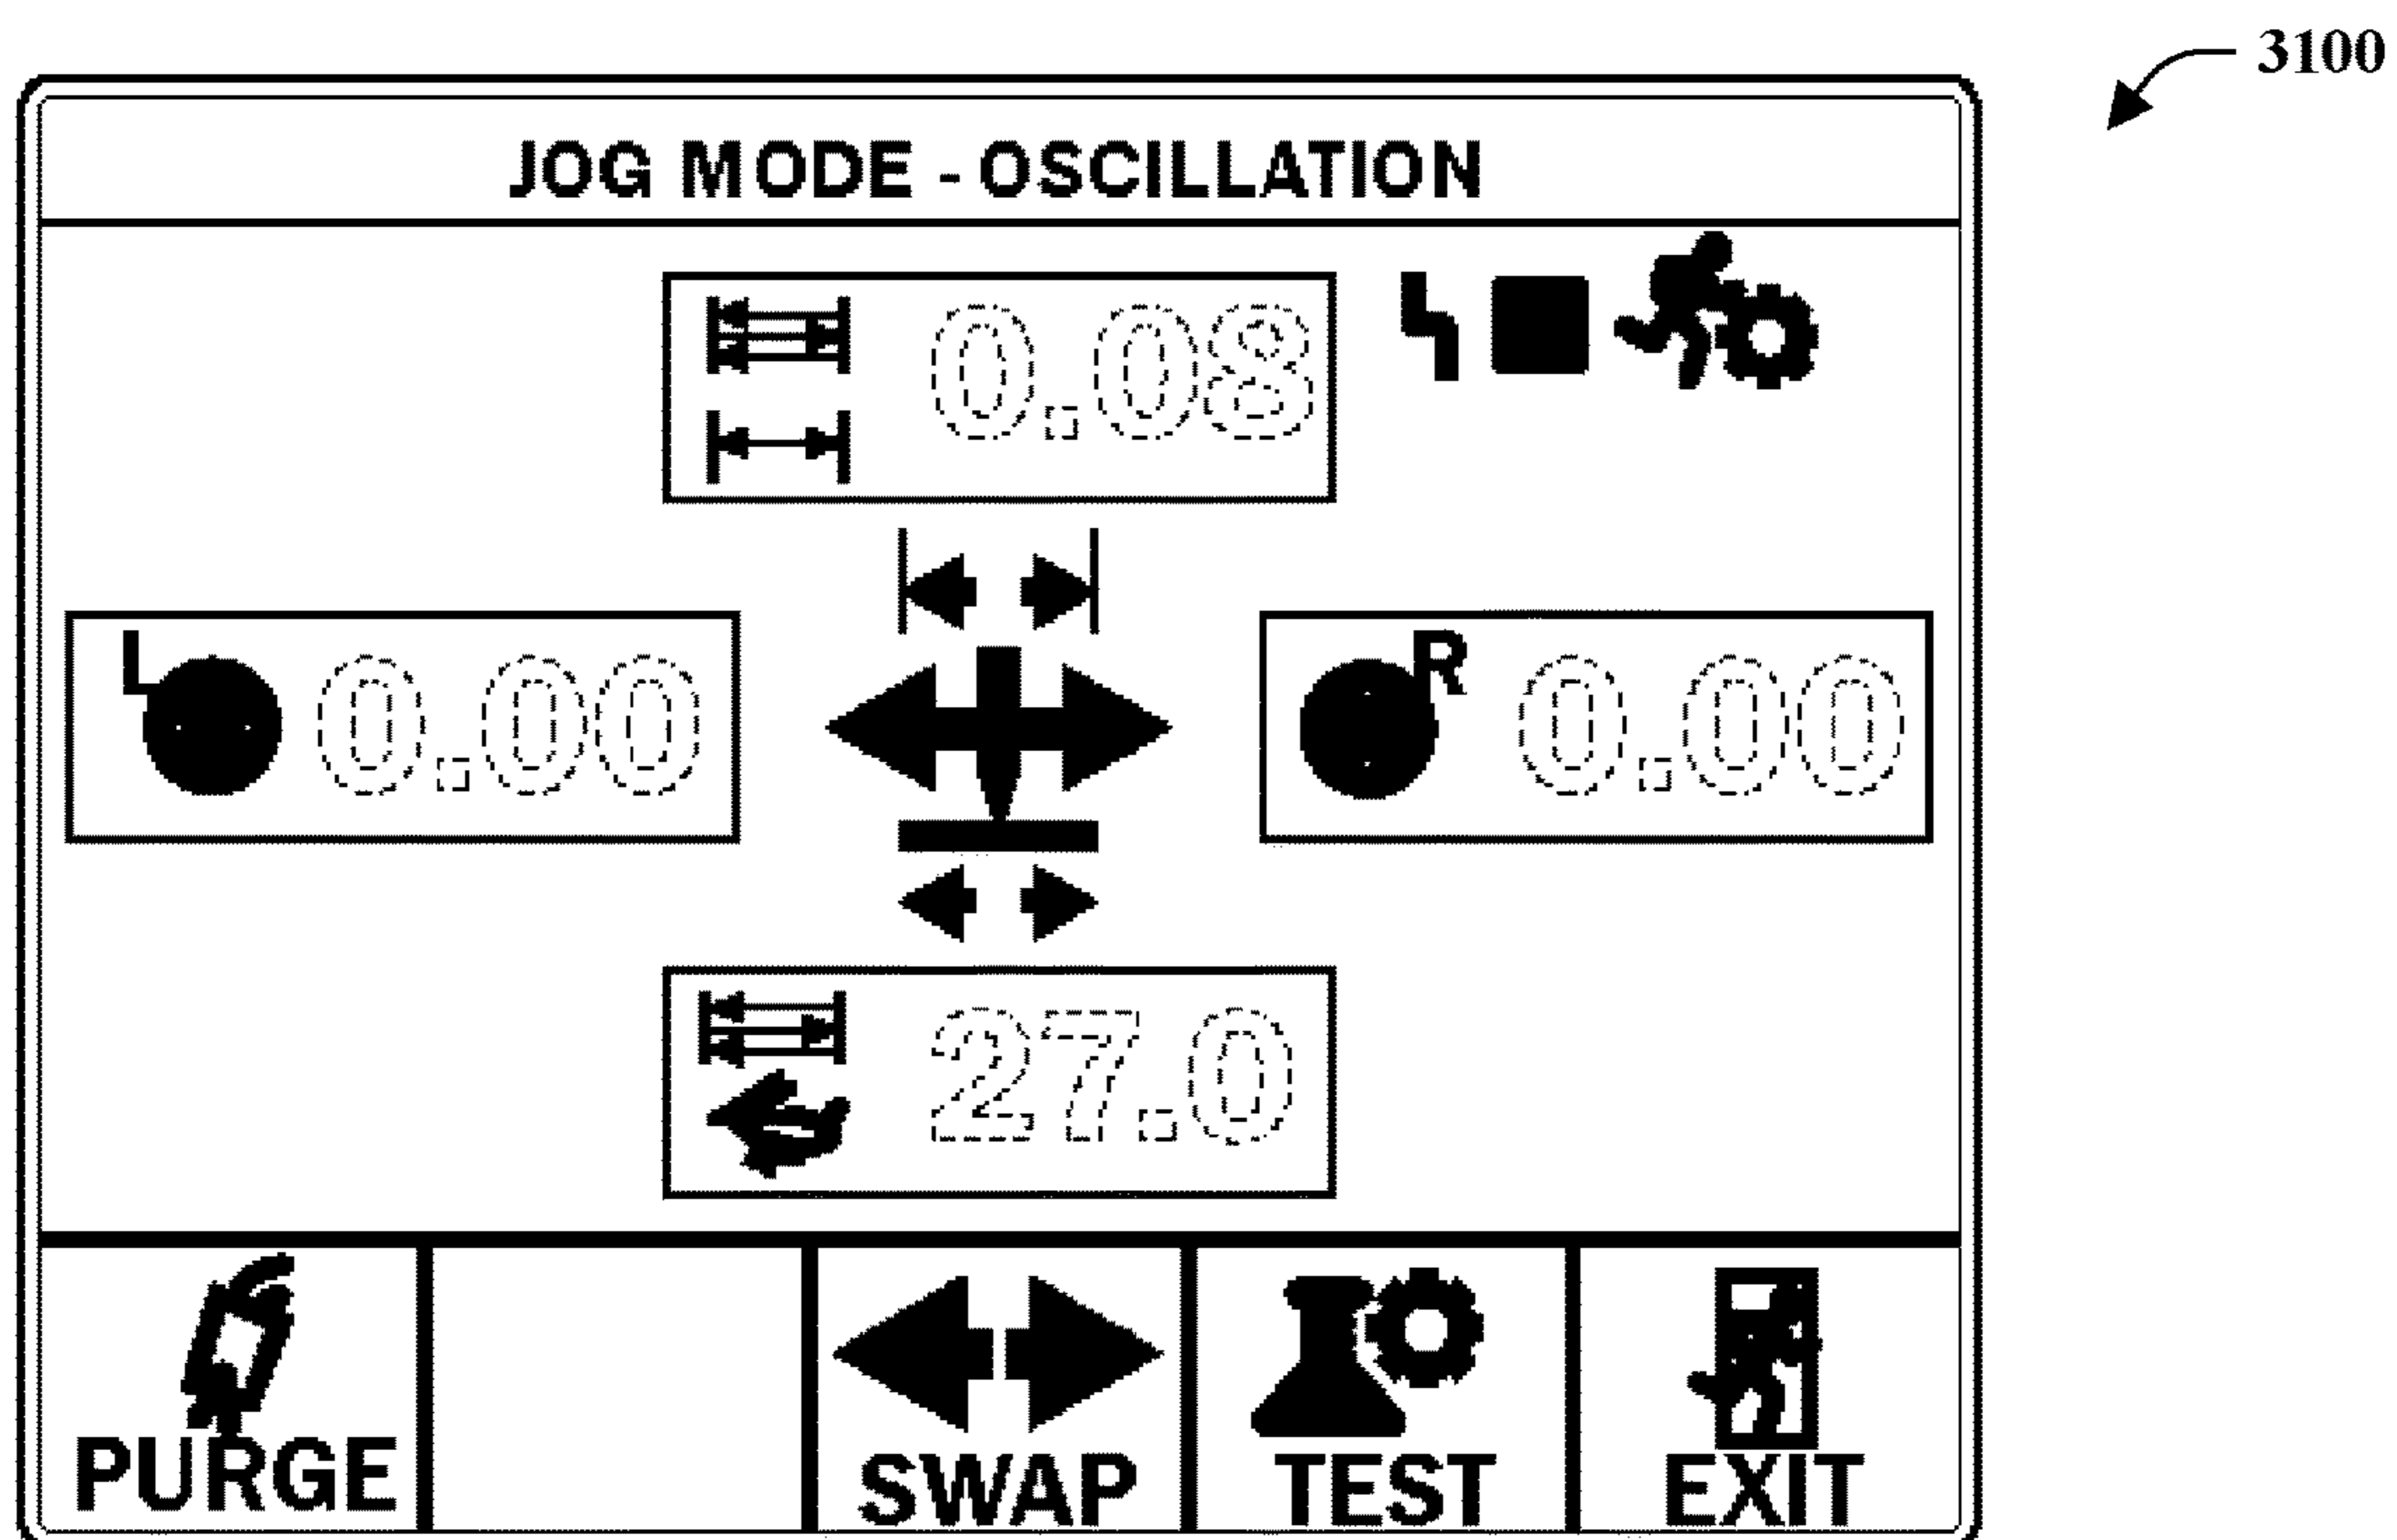 3100
JOG MODE - OSCILLATION
0.08
L 0.00
R 0.00
27.0
PURGE
SWAP
TEST
EXIT